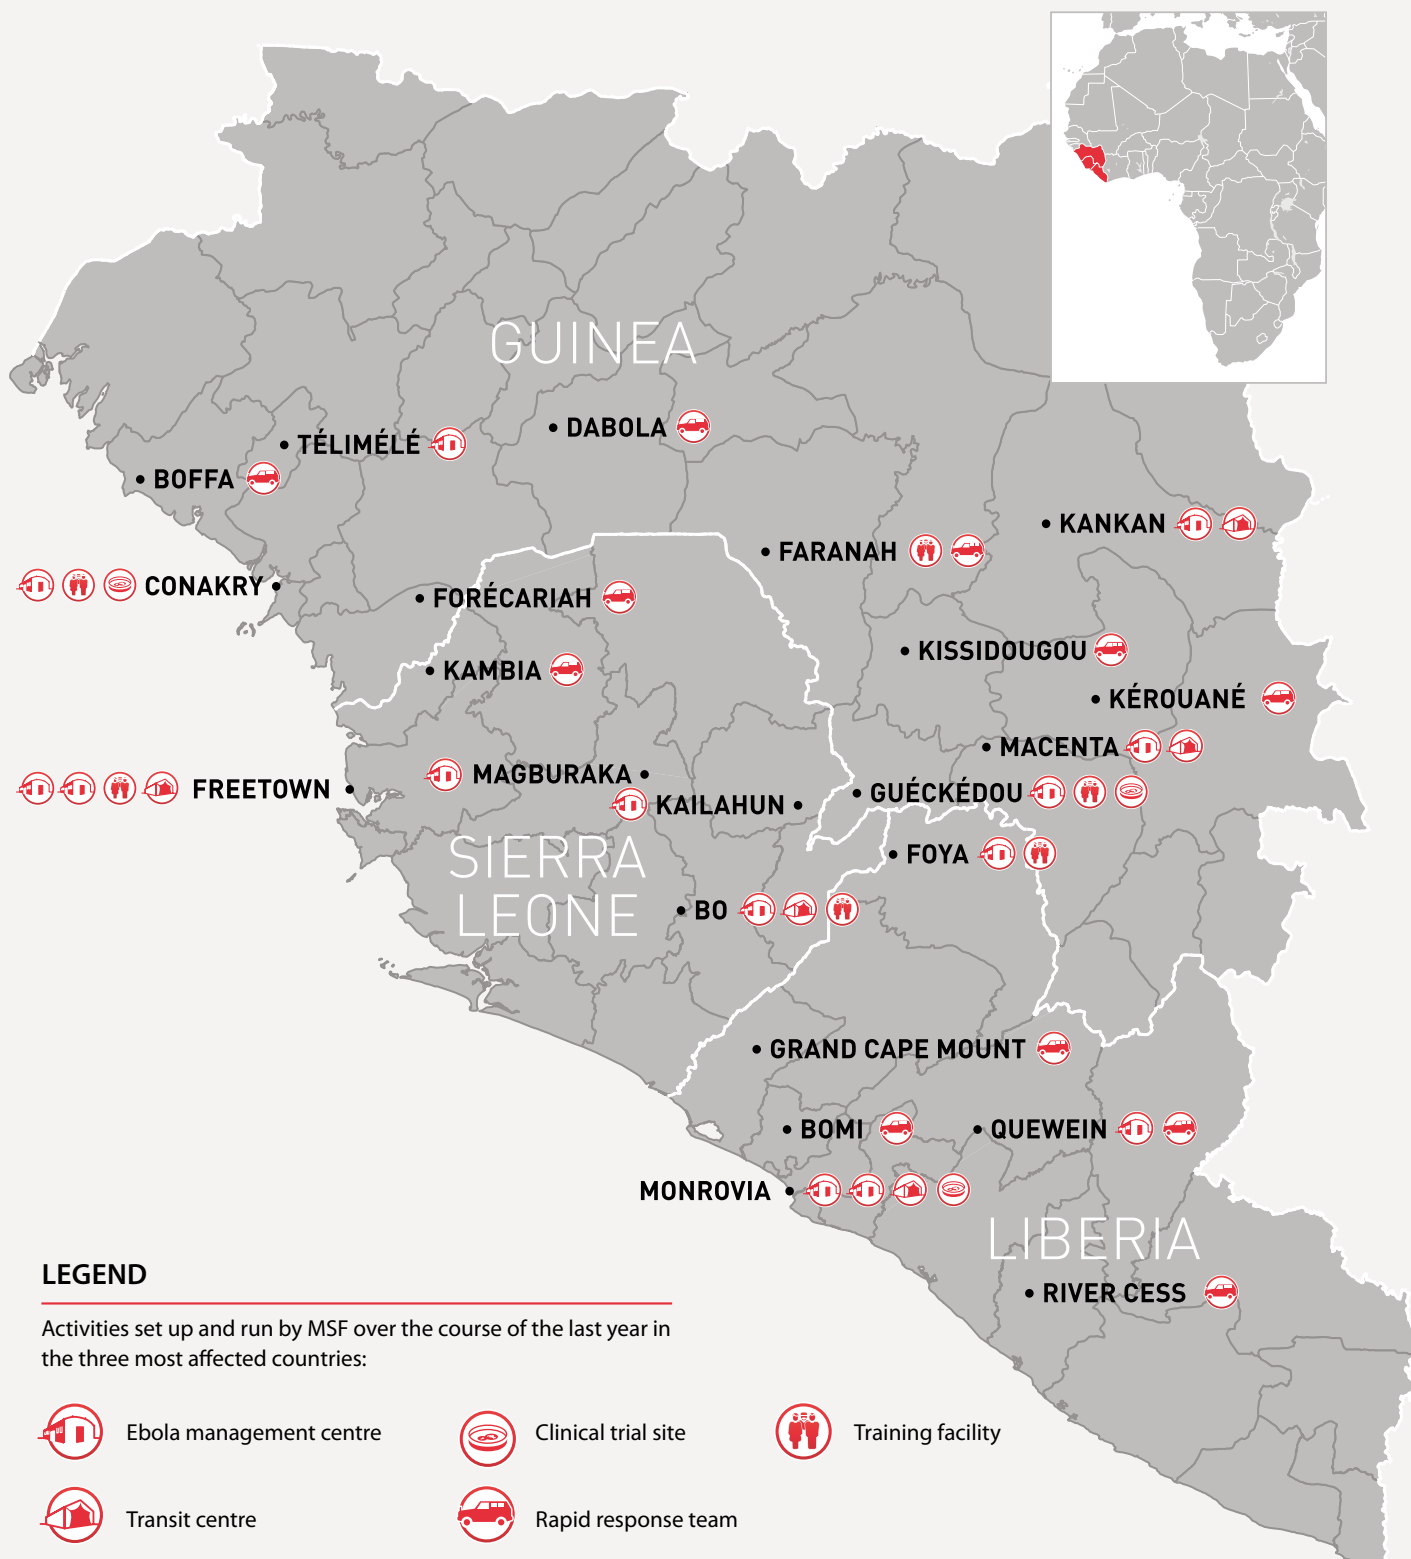 GUINEA
DABOLA
TÉLIMÉLÉ
BOFFA
KANKAN
FARANAH
CONAKRY
FORÉCARIAH
KISSIDOUGOU
KAMBIA
KÉROUANÉ
MACENTA
MAGBURAKA
FREETOWN
GUÉCKÉDOU
KAILAHUN
SIERRA
LEONE
FOYA
BO
GRAND CAPE MOUNT
BOMI
QUEWEIN
MONROVIA
LIBERIA
RIVER CESS
LEGEND
Activities set up and run by MSF over the course of the last year in
the three most affected countries:
Ebola management centre
Clinical trial site
Training facility
Transit centre
Rapid response team